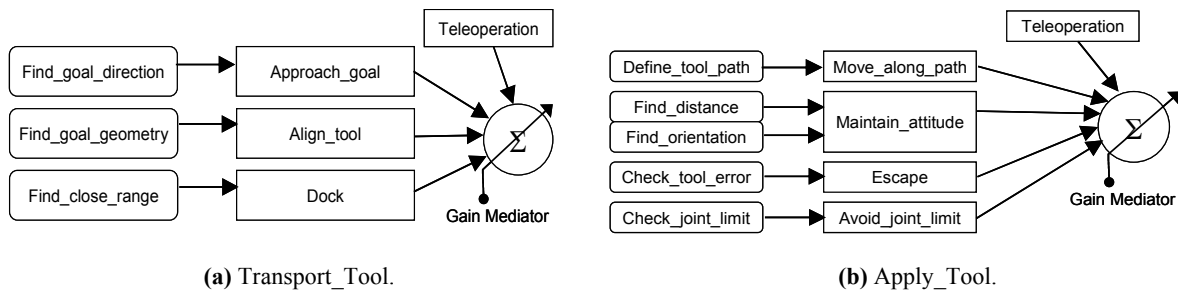 Teleoperation
Find_goal_direction
Approach_goal
Find_goal_geometry
Align_tool
Σ
Find_close_range
Dock
Gain Mediator
(a) Transport_Tool.
Teleoperation
Define_tool_path
Move_along_path
Find_distance
Maintain_attitude
Find_orientation
Σ
Check_tool_error
Escape
Check_joint_limit
Avoid_joint_limit
Gain Mediator
(b) Apply_Tool.